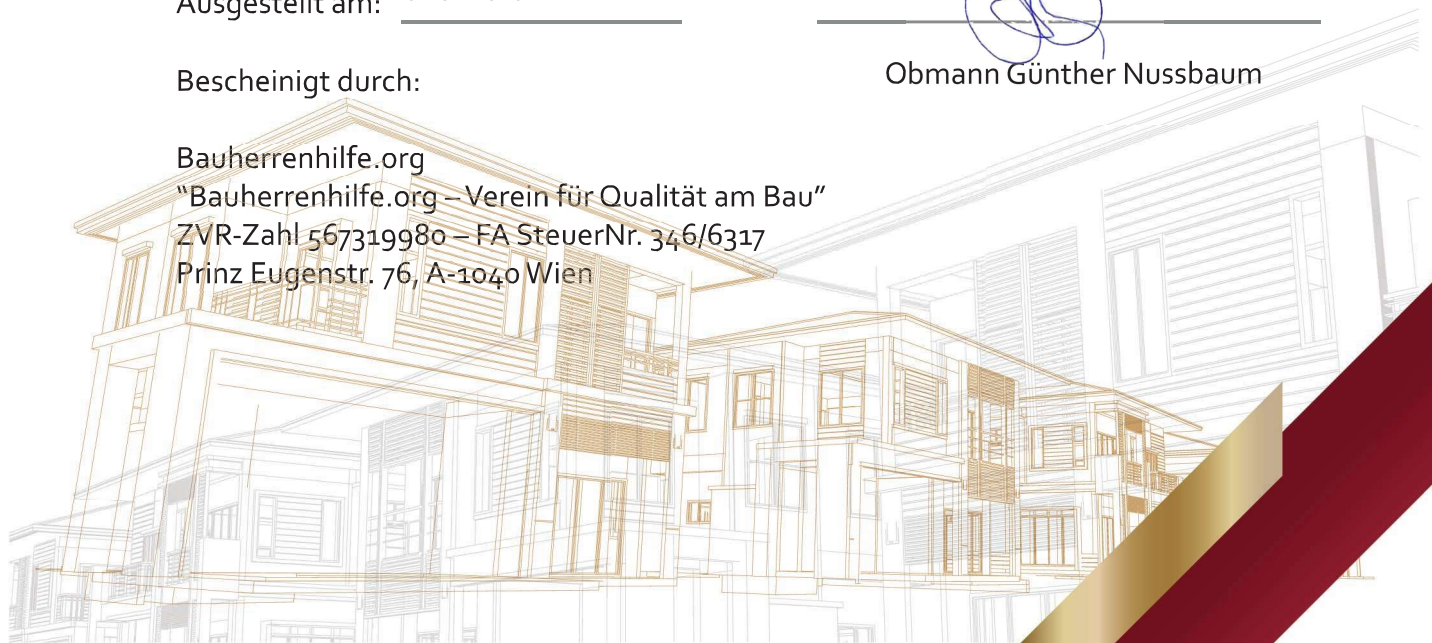 Ausgestellt am:
Obmann Günther Nussbaum
Bescheinigt durch:
Bauherrenhilfe.org
“Bauherrenhilfe.org – Verein für Qualität am Bau”
ZVR-Zahl 567319980 – FA SteuerNr. 346/6317
Prinz Eugenstr. 76, A-1040 Wien